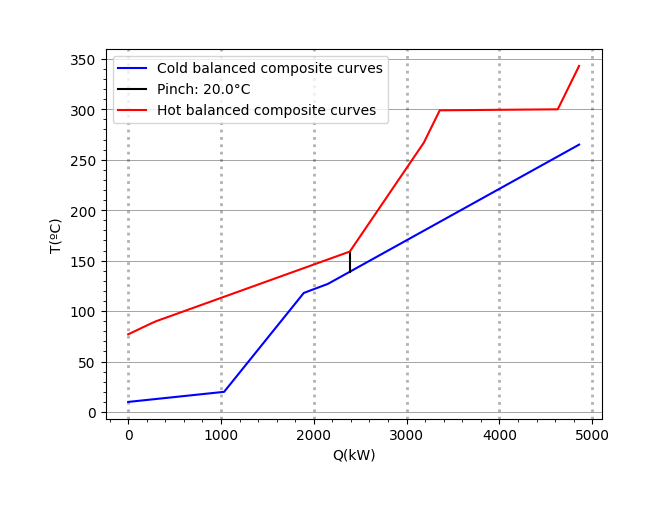 Cold balanced composite curves
Pinch: 20.0°C
Hot balanced composite curves
T(ºC)
350
300
250
200
150
100
50
0
0 1000 2000 3000 4000 5000
Q(kW)